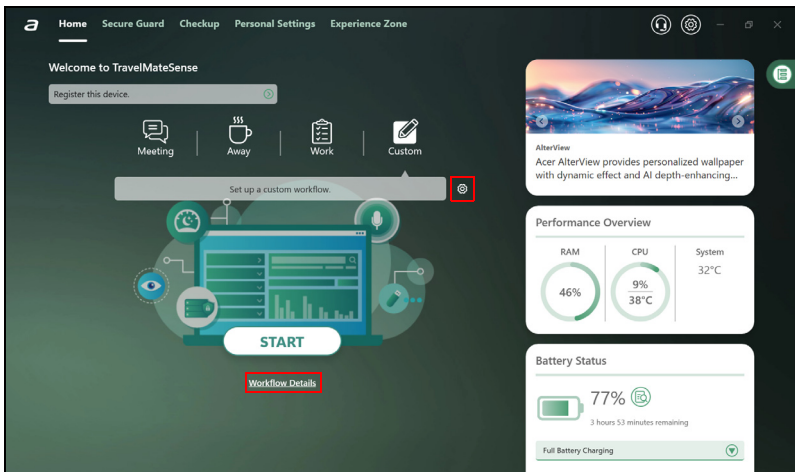 a Home Secure Guard Checkup Personal Settings Experience Zone
Welcome to TravelMateSense
Register this device.
Meeting Away Work Custom
Set up a custom workflow.
START
Workflow Details
AlterView
Acer AlterView provides personalized wallpaper
with dynamic effect and AI depth-enhancing...
Performance Overview
RAM CPU System
46% 9% 32°C
38°C
Battery Status
77%
3 hours 53 minutes remaining
Full Battery Charging